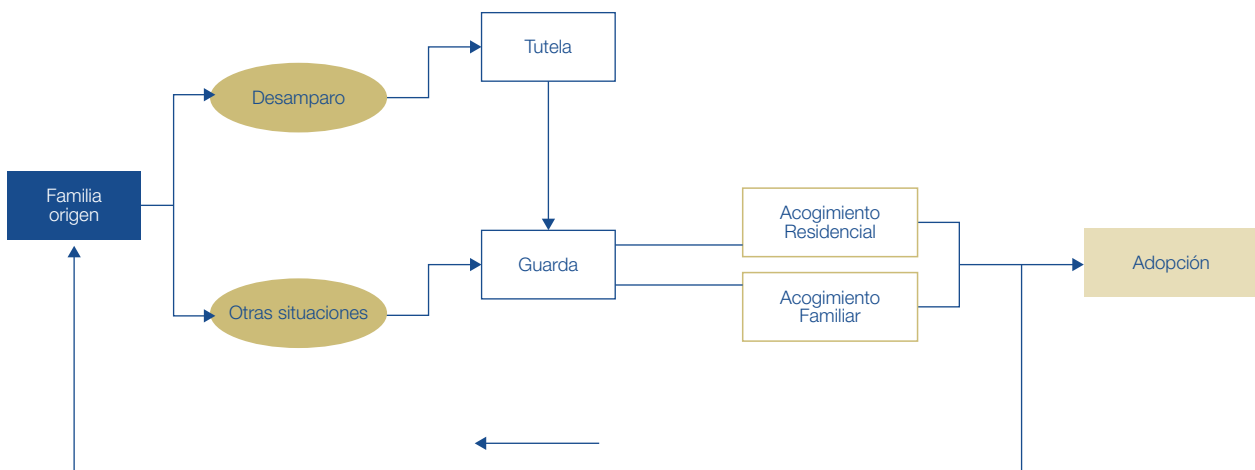 Tutela
Desamparo
Familia
origen
Acogimiento
Residencial
Guarda
Adopción
Acogimiento
Familiar
Otras situaciones